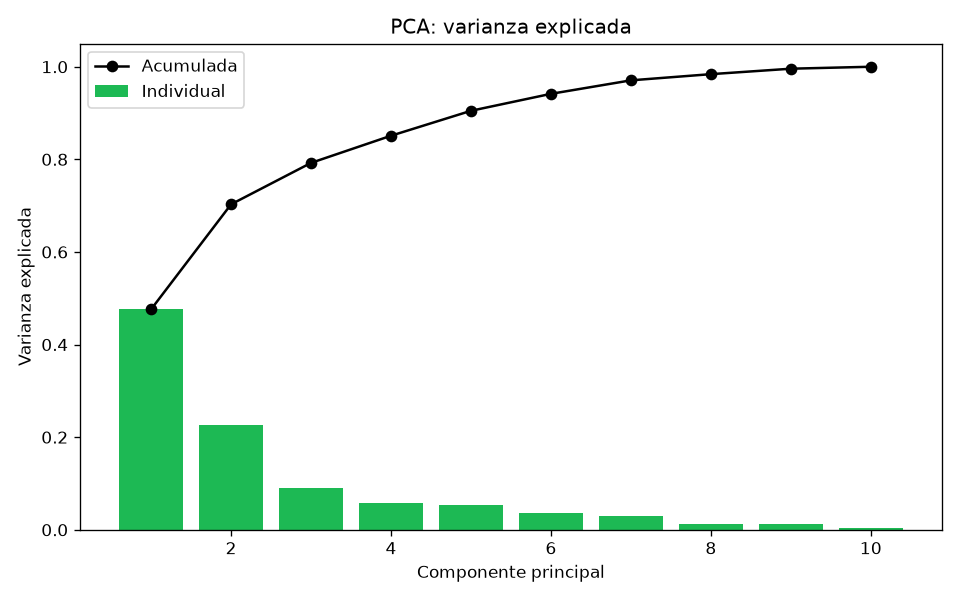 PCA: varianza explicada
Acumulada
Individual
Varianza explicada
1.0
0.8
0.6
0.4
0.2
0.0
2 4 6 8 10
Componente principal